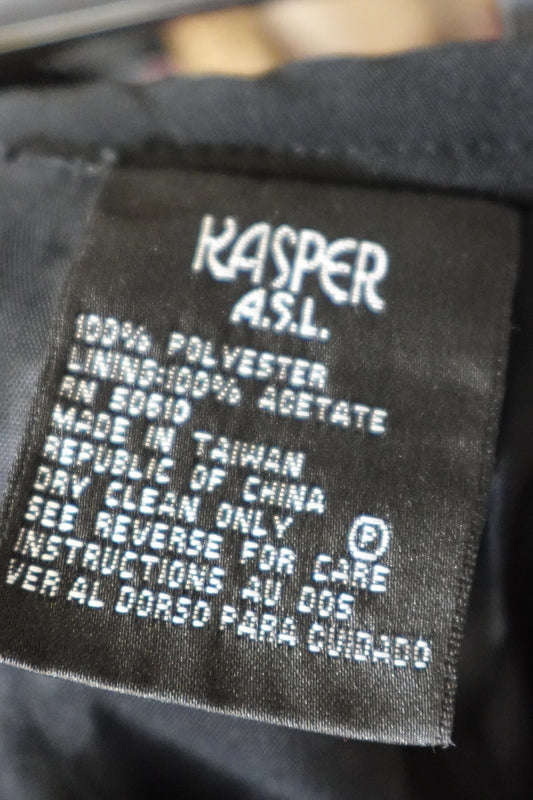 KASPER
A.S.L.
100% POLYESTER
LINING:100% ACETATE
RN 50610
MADE IN TAIWAN
REPUBLIC OF CHINA
DRY CLEAN ONLY P
SEE REVERSE FOR CARE
INSTRUCTIONS AU DOS
VER AL DORSO PARA CUIDADO